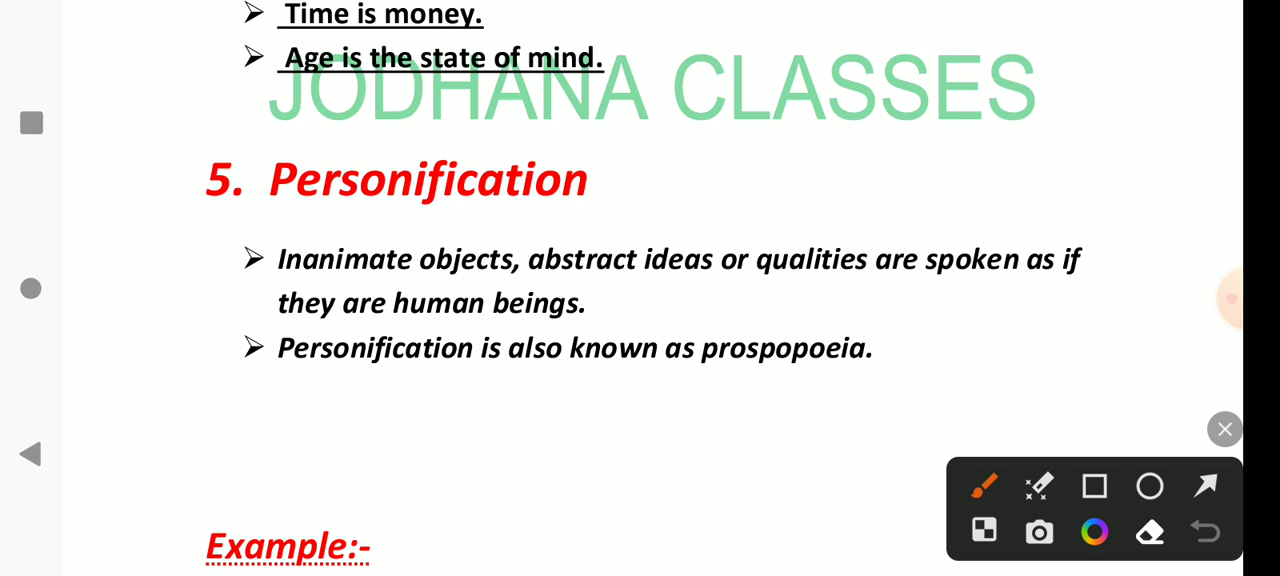 ➢ Time is money.
➢ Age is the state of mind.
JODHANA CLASSES
5. Personification
➢ Inanimate objects, abstract ideas or qualities are spoken as if
they are human beings.
➢ Personification is also known as prospopoeia.
Example:-